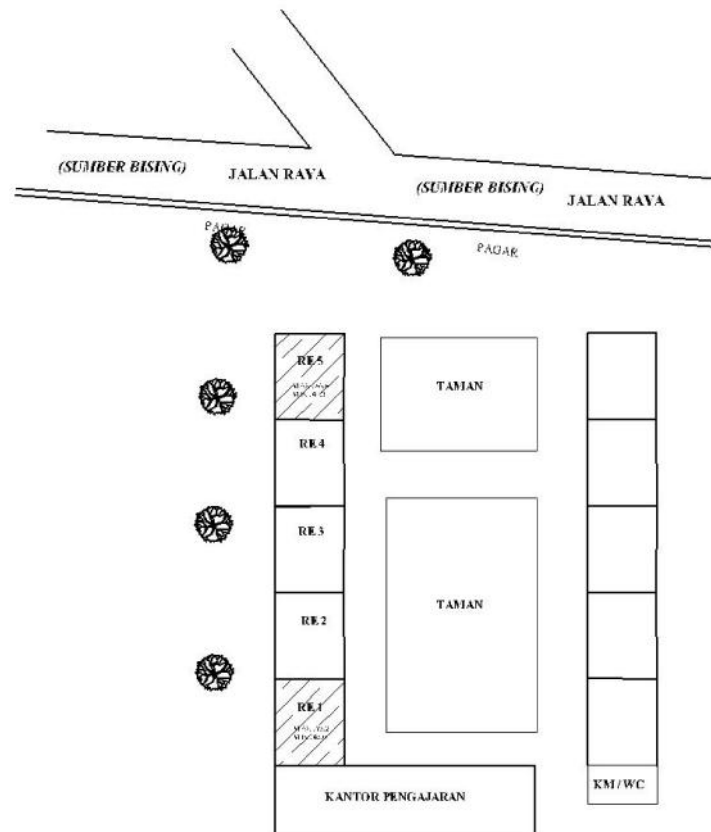 (SUMBER BISING)
JALAN RAYA
(SUMBER BISING)
JALAN RAYA
PAGAR
PAGAR
RE 5
TAMAN
RE 4
RE 3
TAMAN
RE 2
RE 1
KANTOR PENGAJARAN
KM / WC